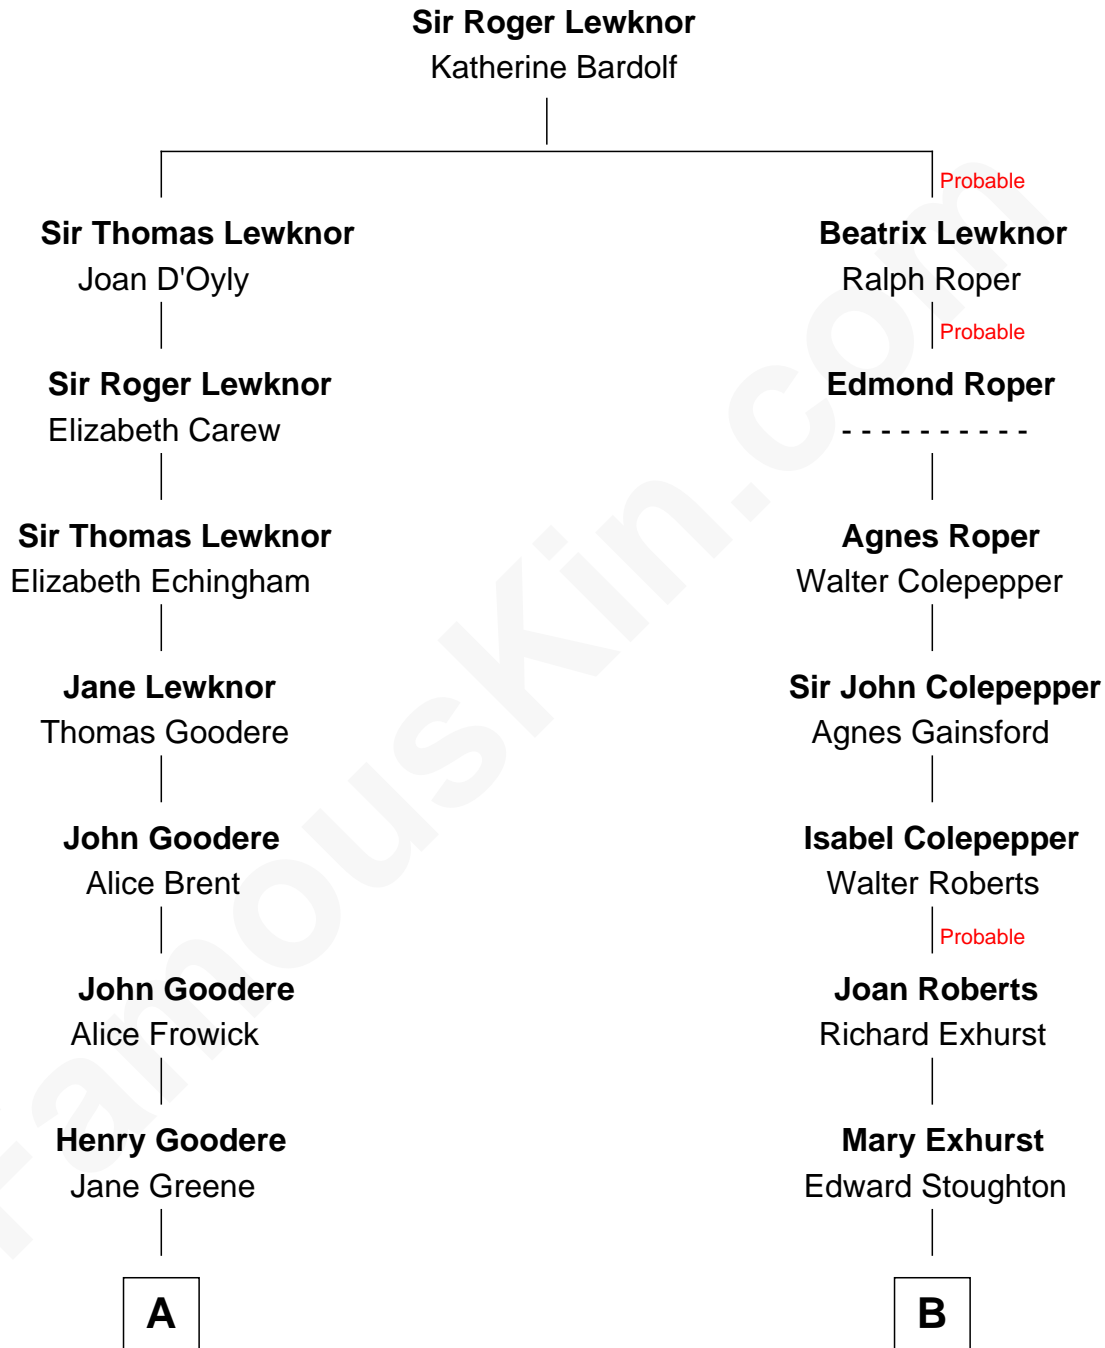 Sir Roger Lewknor
Katherine Bardolf
Probable
Sir Thomas Lewknor
Joan D'Oyly
Beatrix Lewknor
Ralph Roper
Probable
Sir Roger Lewknor
Elizabeth Carew
Edmond Roper
- - - - - - - - - -
Sir Thomas Lewknor
Elizabeth Echingham
Agnes Roper
Walter Colepepper
Jane Lewknor
Thomas Goodere
Sir John Colepepper
Agnes Gainsford
John Goodere
Alice Brent
Isabel Colepepper
Walter Roberts
Probable
John Goodere
Alice Frowick
Joan Roberts
Richard Exhurst
Henry Goodere
Jane Greene
Mary Exhurst
Edward Stoughton
A
B
FamousKin.com